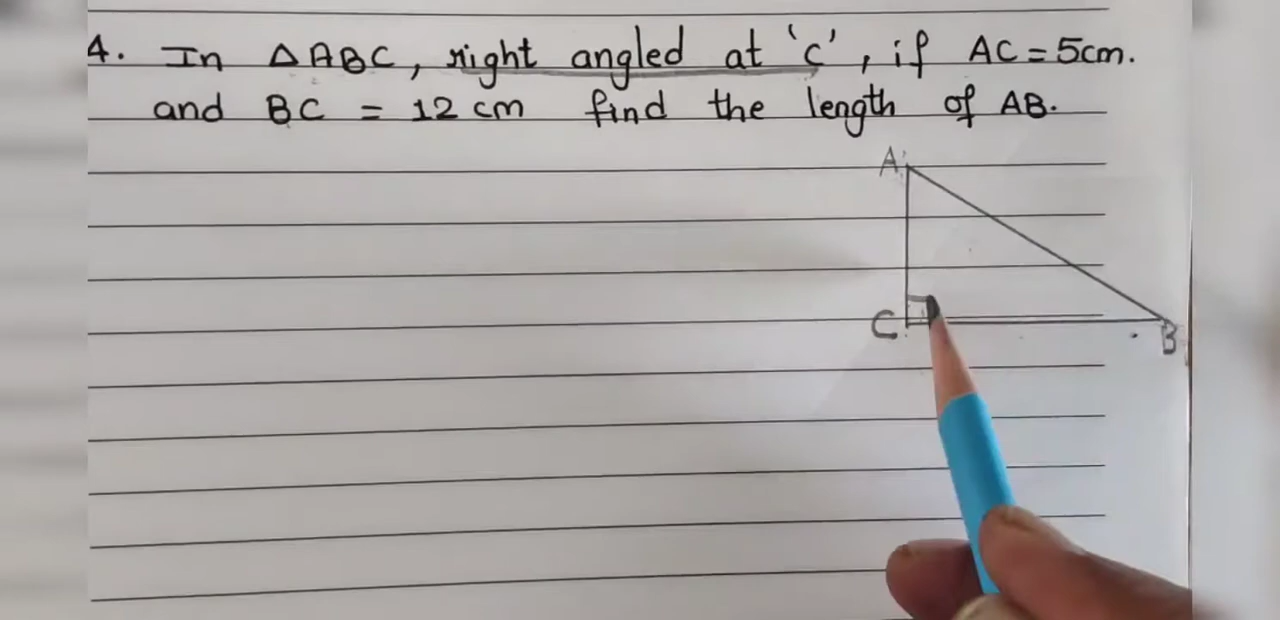 4. In △ABC, right angled at 'c', if AC = 5cm.
and BC = 12 cm find the length of AB.
A
C
B